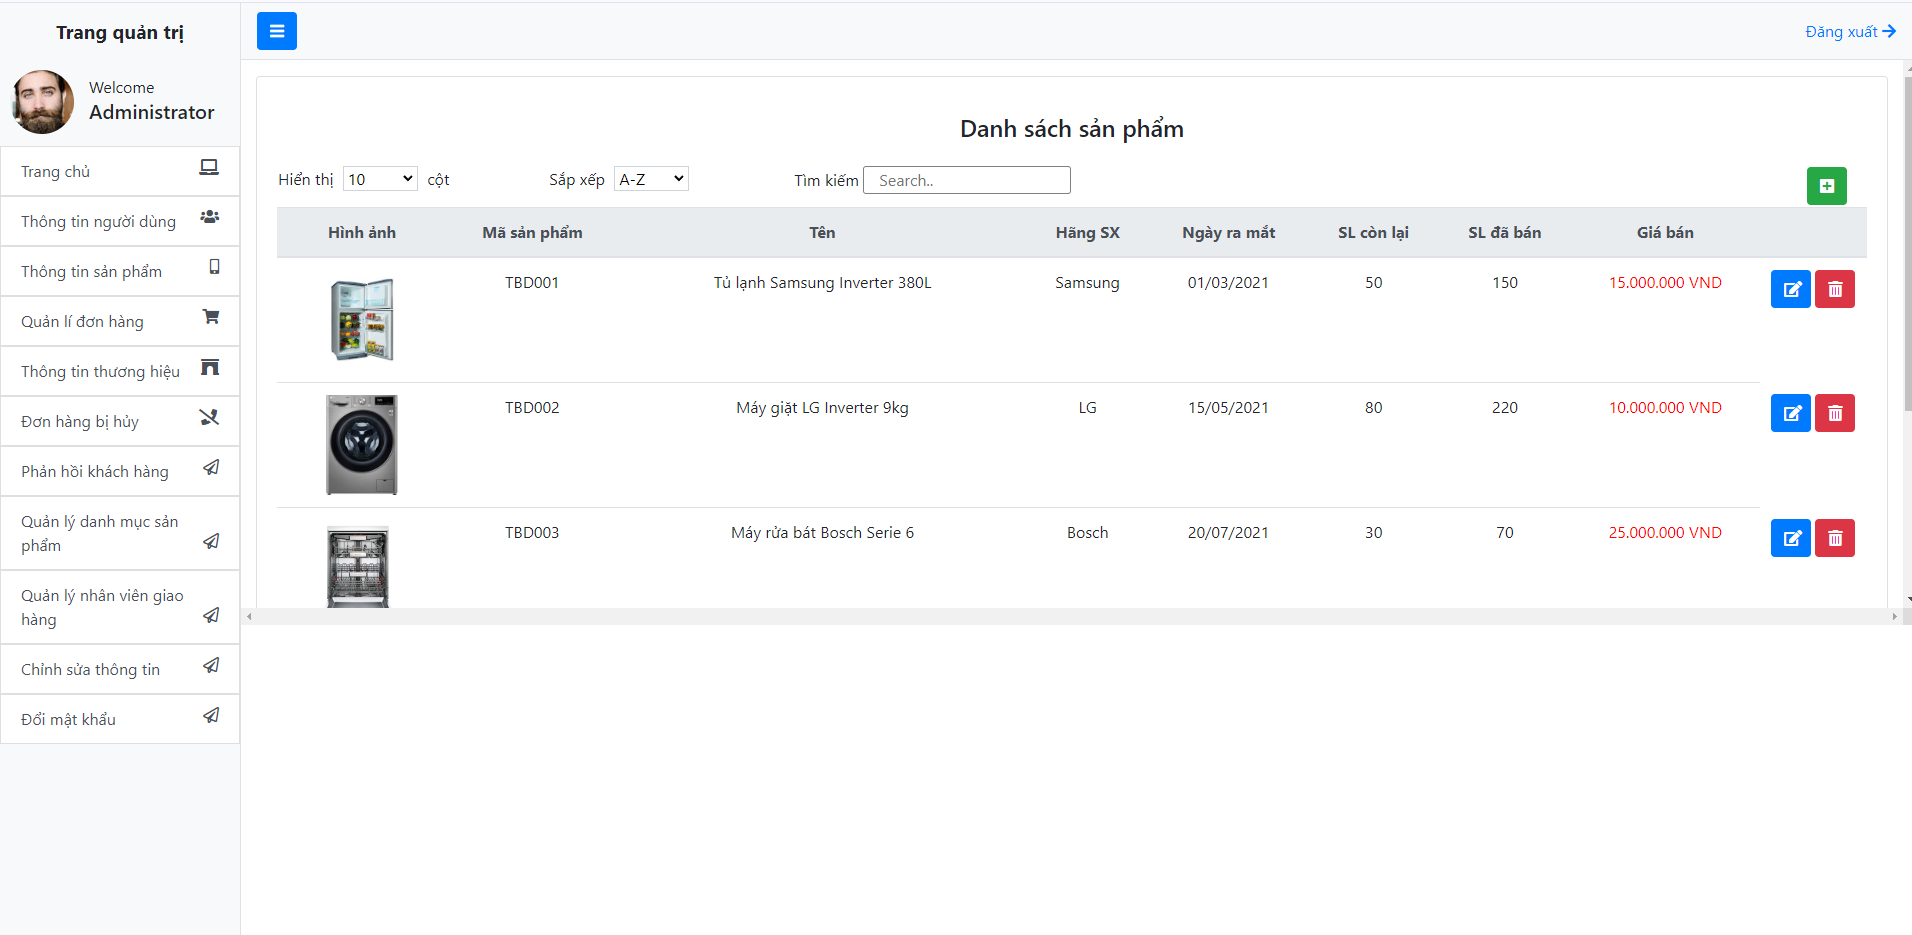 Trang quản trị
Đăng xuất
Welcome
Administrator
Trang chủ
Thông tin người dùng
Thông tin sản phẩm
Quản lí đơn hàng
Thông tin thương hiệu
Đơn hàng bị hủy
Phản hồi khách hàng
Quản lý danh mục sản
phẩm
Quản lý nhân viên giao
hàng
Chỉnh sửa thông tin
Đổi mật khẩu
Danh sách sản phẩm
Hiển thị 10 cột Sắp xếp A-Z Tìm kiếm Search..
Hình ảnh Mã sản phẩm Tên Hãng SX Ngày ra mắt SL còn lại SL đã bán Giá bán
TBD001 Tủ lạnh Samsung Inverter 380L Samsung 01/03/2021 50 150 15.000.000 VND
TBD002 Máy giặt LG Inverter 9kg LG 15/05/2021 80 220 10.000.000 VND
TBD003 Máy rửa bát Bosch Serie 6 Bosch 20/07/2021 30 70 25.000.000 VND